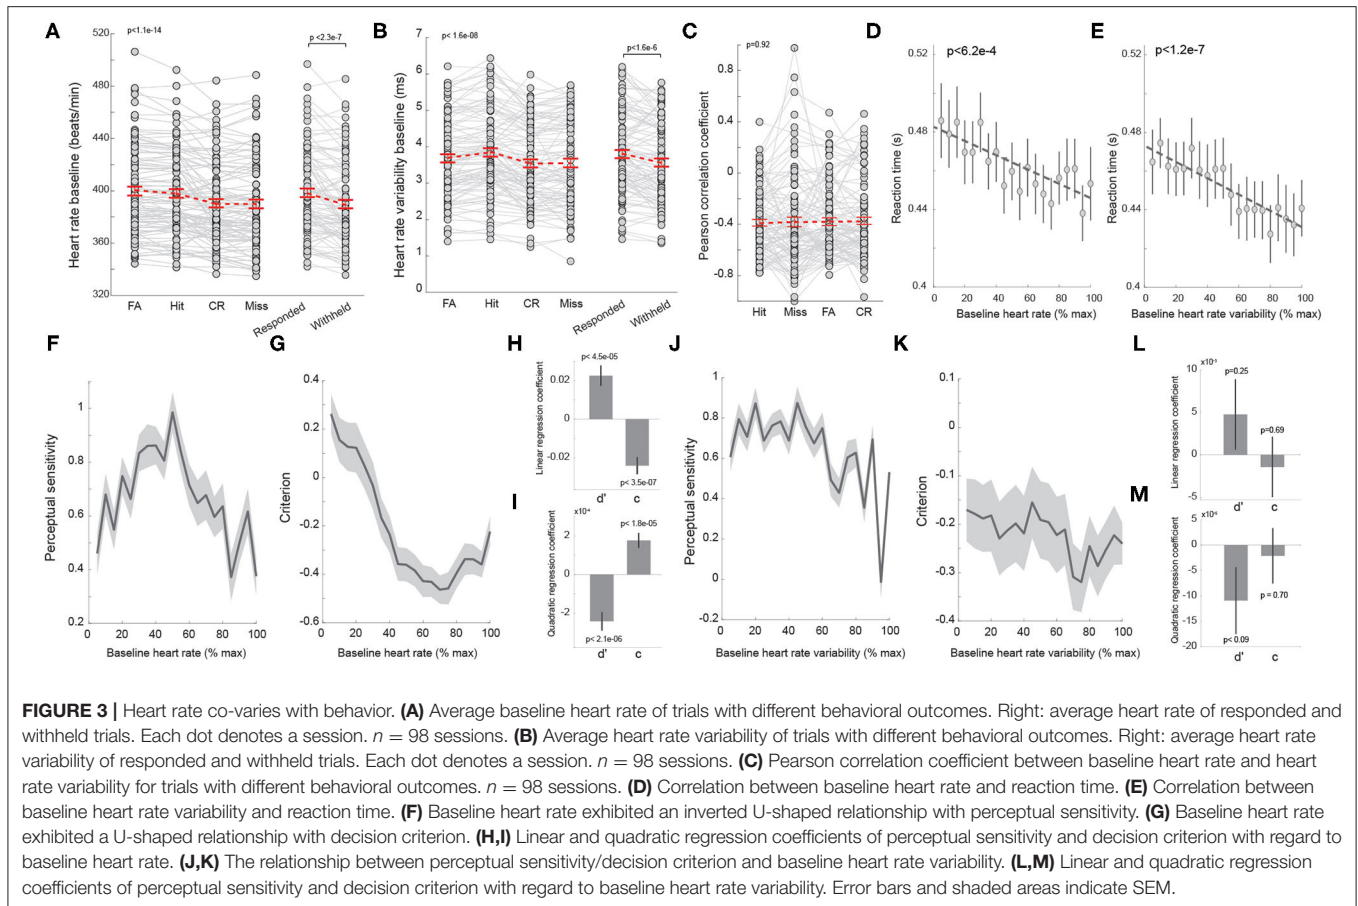 A
p<1.1e-14
p <2.3e-7
Heart rate baseline (beats/min)
520
480
440
400
360
320
FA
Hit
CR
Miss
Responded
Withheld
B
p< 1.6e-08
p<1.6e-6
Heart rate variability baseline (ms)
7
6
5
4
3
2
1
0
FA
Hit
CR
Miss
Responded
Withheld
C
p=0.92
Pearson correlation coefficient
0.8
0.4
0
-0.4
-0.8
Hit
Miss
FA
CR
D
p<6.2e-4
Reaction time (s)
0.52
0.48
0.44
0.4
0 20 40 60 80 100
Baseline heart rate (% max)
E
p<1.2e-7
Reaction time (s)
0.52
0.48
0.44
0.4
0 20 40 60 80 100
Baseline heart rate variability (% max)
F
Perceptual sensitivity
1
0.8
0.6
0.4
0.2
0 20 40 60 80 100
Baseline heart rate (% max)
G
Criterion
0.4
0.2
0
-0.2
-0.4
-0.6
0 20 40 60 80 100
Baseline heart rate (% max)
H
p< 4.5e-05
Linear regression coefficient
0.02
0
-0.02
p< 3.5e-07
d' c
I
x10⁻⁴
p< 1.8e-05
Quadratic regression coefficient
2
0
-2
p< 2.1e-06
d' c
J
Perceptual sensitivity
1
0.8
0.6
0.4
0.2
0
-0.2
0 20 40 60 80 100
Baseline heart rate variability (% max)
K
Criterion
0.1
0
-0.1
-0.2
-0.3
-0.4
0 20 40 60 80 100
Baseline heart rate variability (% max)
L
x10⁻³
p=0.25
p=0.69
Linear regression coefficient
10
5
0
-5
d' c
M
Quadratic regression coefficient
0
-5
-10
-15
-20
p = 0.70
p< 0.09
d' c
FIGURE 3 | Heart rate co-varies with behavior. (A) Average baseline heart rate of trials with different behavioral outcomes. Right: average heart rate of responded and
withheld trials. Each dot denotes a session. n = 98 sessions. (B) Average heart rate variability of trials with different behavioral outcomes. Right: average heart rate
variability of responded and withheld trials. Each dot denotes a session. n = 98 sessions. (C) Pearson correlation coefficient between baseline heart rate and heart
rate variability for trials with different behavioral outcomes. n = 98 sessions. (D) Correlation between baseline heart rate and reaction time. (E) Correlation between
baseline heart rate variability and reaction time. (F) Baseline heart rate exhibited an inverted U-shaped relationship with perceptual sensitivity. (G) Baseline heart rate
exhibited a U-shaped relationship with decision criterion. (H,I) Linear and quadratic regression coefficients of perceptual sensitivity and decision criterion with regard to
baseline heart rate. (J,K) The relationship between perceptual sensitivity/decision criterion and baseline heart rate variability. (L,M) Linear and quadratic regression
coefficients of perceptual sensitivity and decision criterion with regard to baseline heart rate variability. Error bars and shaded areas indicate SEM.